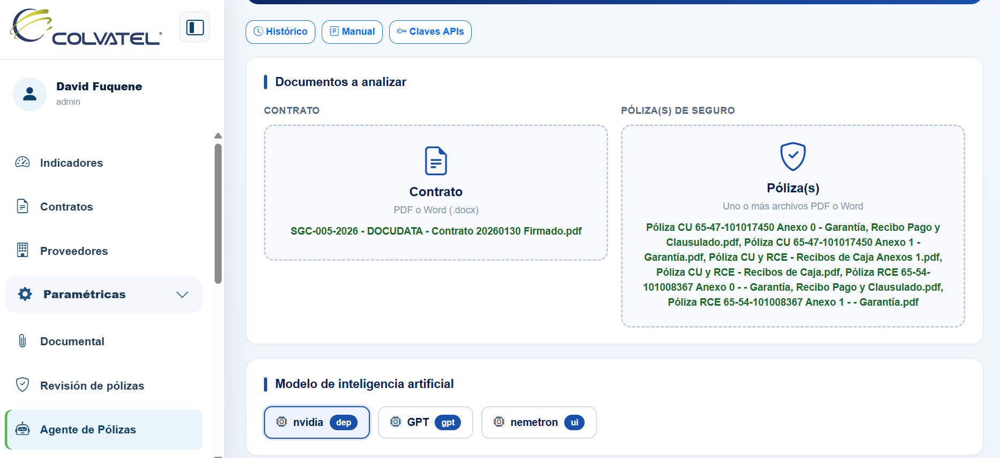 COLVATEL®
David Fuquene
admin
Indicadores
Contratos
Proveedores
Paramétricas
Documental
Revisión de pólizas
Agente de Pólizas
Histórico
Manual
Claves APIs
Documentos a analizar
CONTRATO
Contrato
PDF o Word (.docx)
SGC-005-2026 - DOCUDATA - Contrato 20260130 Firmado.pdf
PÓLIZA(S) DE SEGURO
Póliza(s)
Uno o más archivos PDF o Word
Póliza CU 65-47-101017450 Anexo 0 - Garantía, Recibo Pago y
Clausulado.pdf, Póliza CU 65-47-101017450 Anexo 1 -
Garantía.pdf, Póliza CU y RCE - Recibos de Caja Anexos 1.pdf,
Póliza CU y RCE - Recibos de Caja.pdf, Póliza RCE 65-54-
101008367 Anexo 0 - - Garantía, Recibo Pago y Clausulado.pdf,
Póliza RCE 65-54-101008367 Anexo 1 - - Garantía.pdf
Modelo de inteligencia artificial
nvidia dep
GPT gpt
nemetron ui